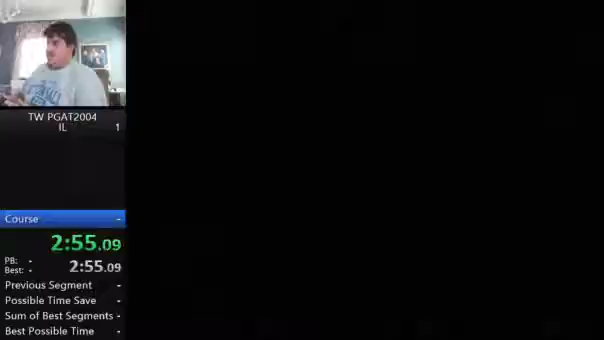 TW PGAT2004
IL 1
Course -
2:55.09
PB: -
Best: - 2:55.09
Previous Segment -
Possible Time Save -
Sum of Best Segments -
Best Possible Time -